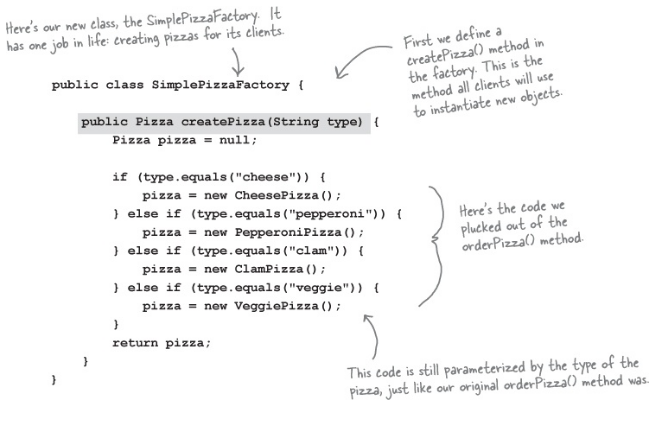 Here's our new class, the SimplePizzaFactory. It
has one job in life: creating pizzas for its clients.
First we define a
createPizza() method in
the factory. This is the
method all clients will use
to instantiate new objects.
public class SimplePizzaFactory {
public Pizza createPizza(String type) {
Pizza pizza = null;
if (type.equals("cheese")) {
pizza = new CheesePizza();
} else if (type.equals("pepperoni")) {
pizza = new PepperoniPizza();
} else if (type.equals("clam")) {
pizza = new ClamPizza();
} else if (type.equals("veggie")) {
pizza = new VeggiePizza();
}
return pizza;
}
}
Here's the code we
plucked out of the
orderPizza() method.
This code is still parameterized by the type of the
pizza, just like our original orderPizza() method was.